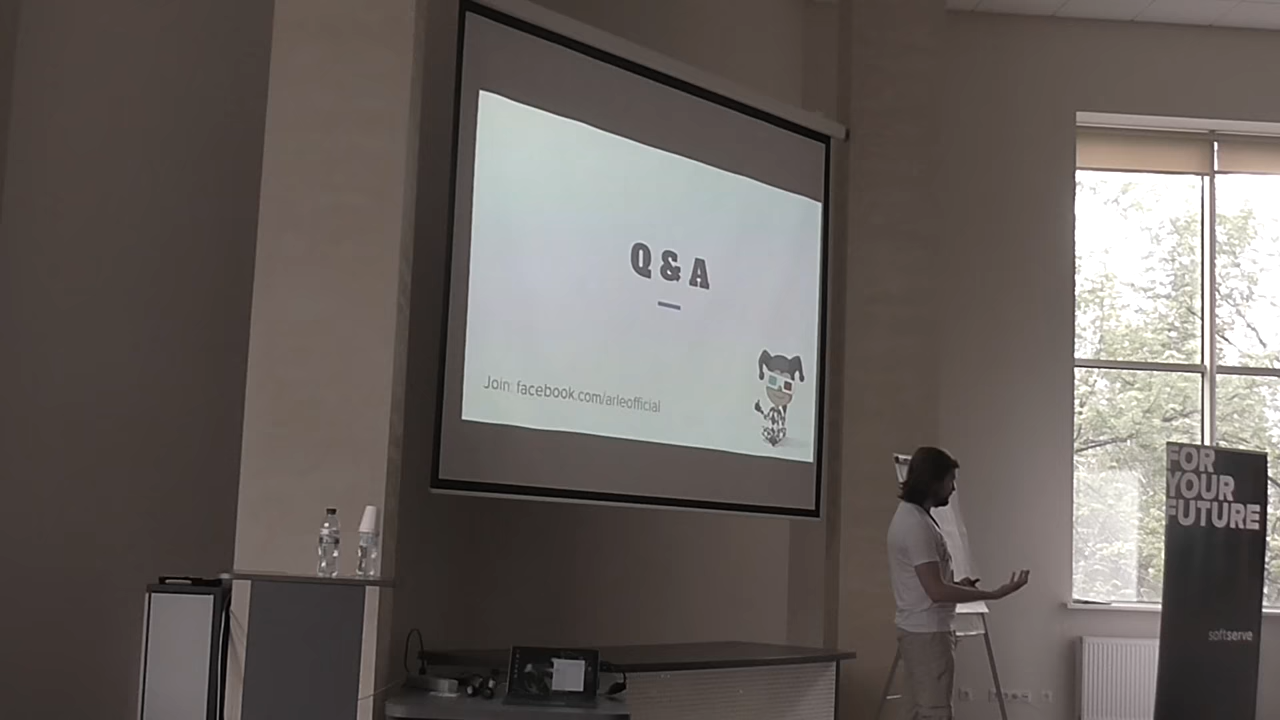 Q & A
Join: facebook.com/arleofficial
FOR
YOUR
FUTURE
softserve